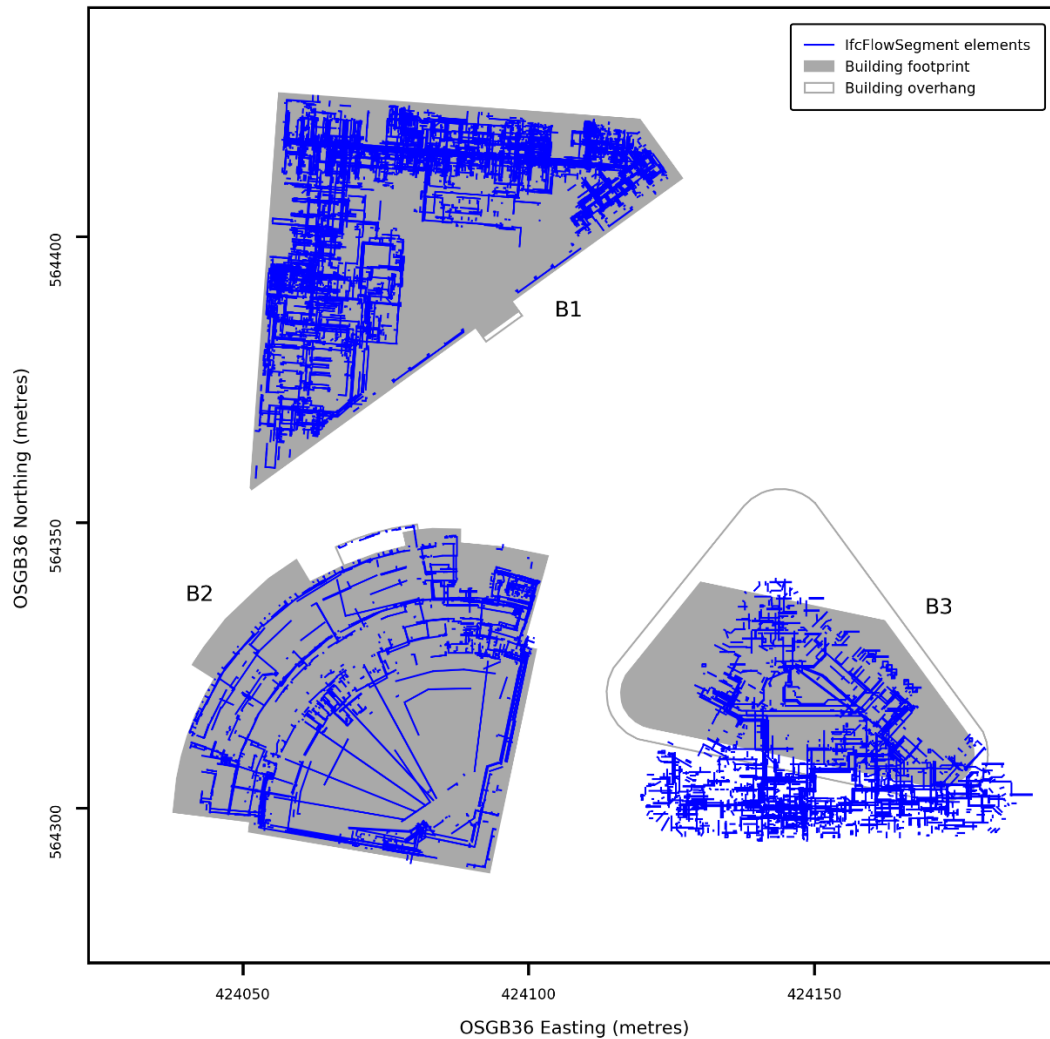 IfcFlowSegment elements
Building footprint
Building overhang
B1
B2
B3
564400
564350
564300
OSGB36 Northing (metres)
424050
424100
424150
OSGB36 Easting (metres)